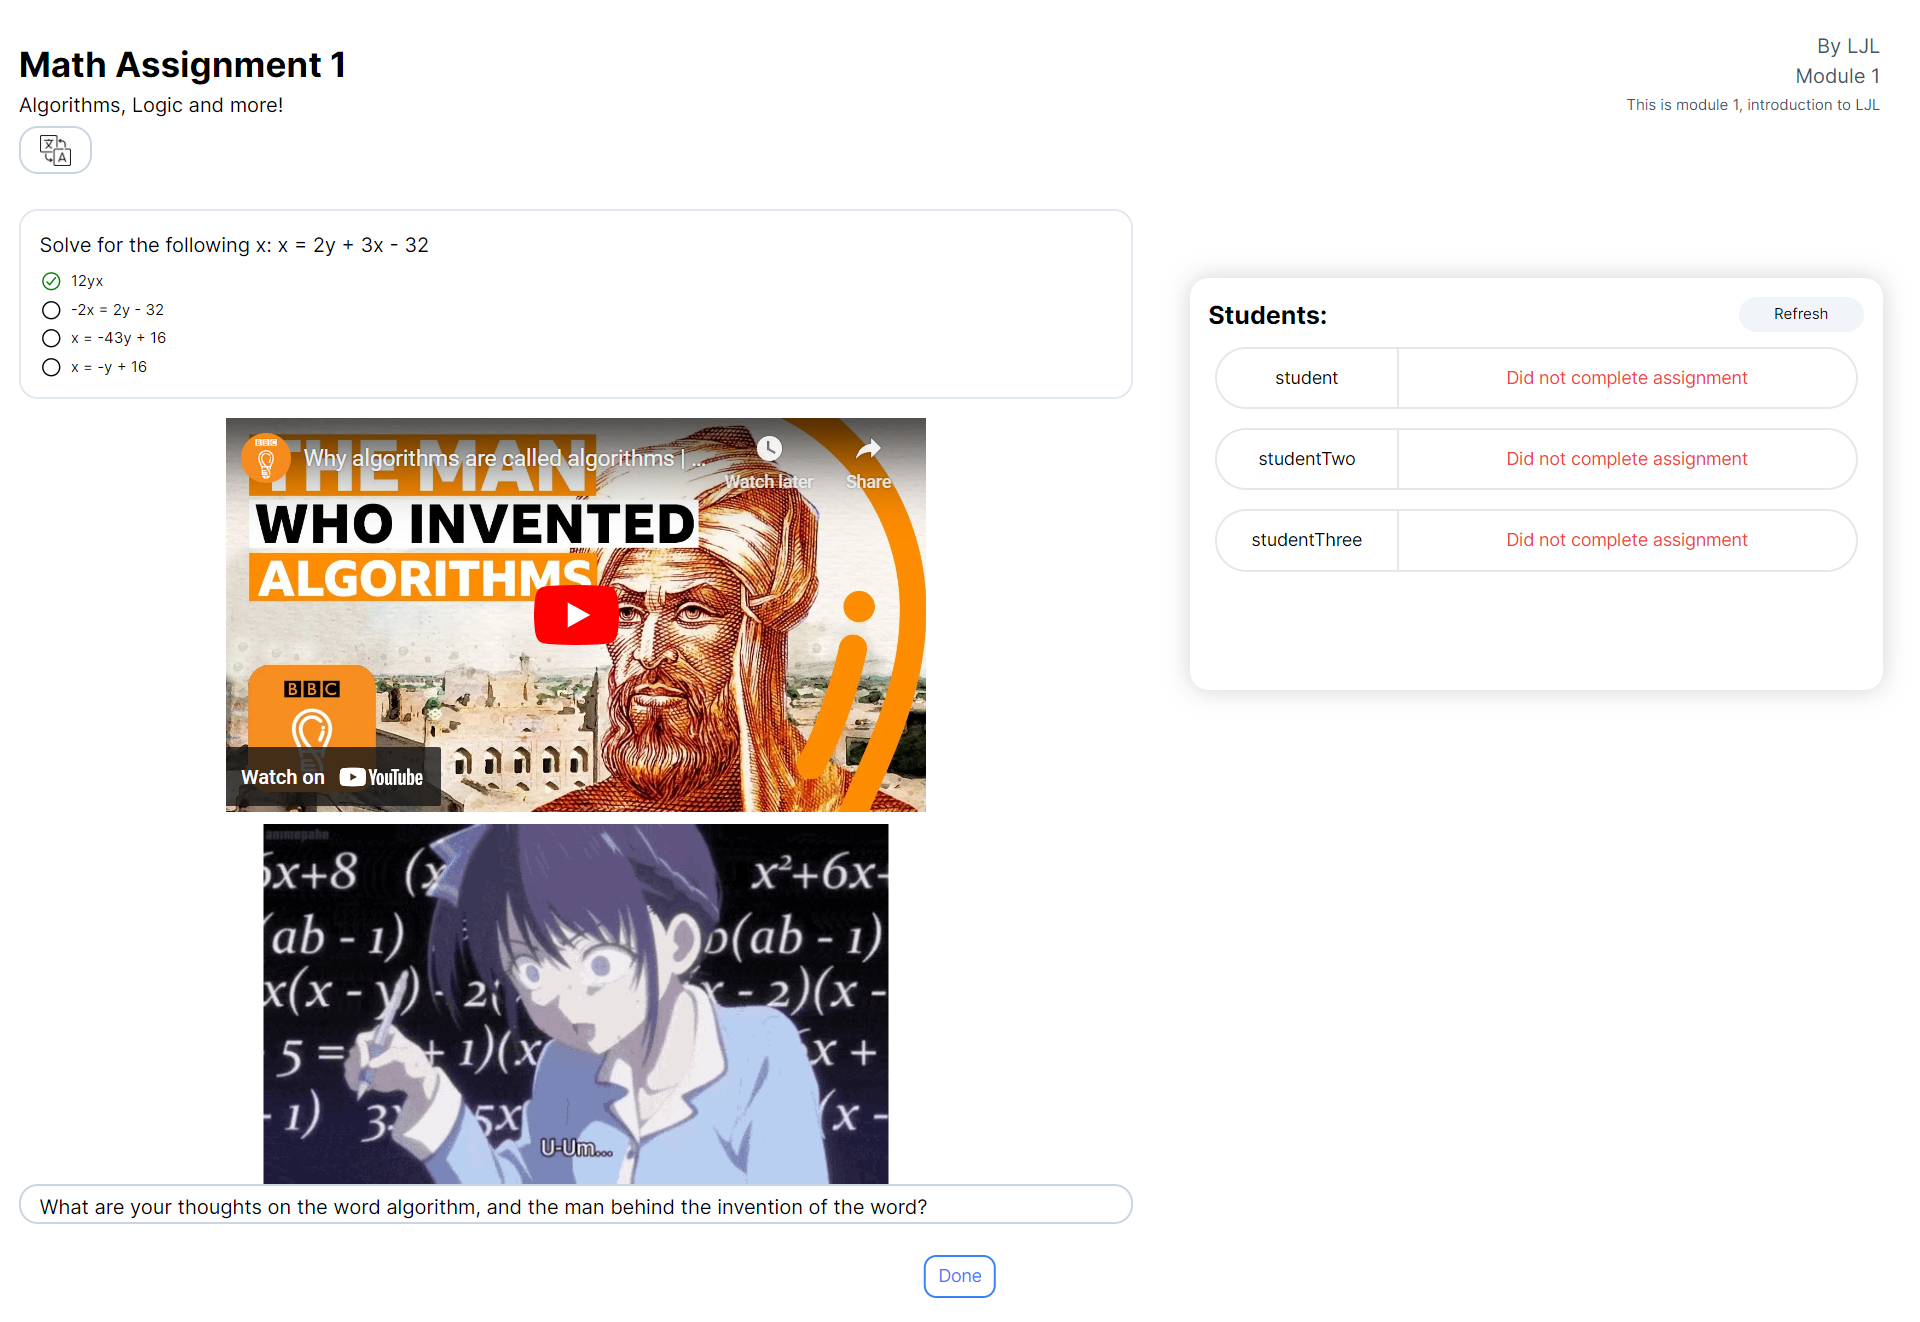 Math Assignment 1
Algorithms, Logic and more!
By LJL
Module 1
This is module 1, introduction to LJL
文
A
Solve for the following x: x = 2y + 3x - 32
12yx
-2x = 2y - 32
x = -43y + 16
x = -y + 16
Students:
Refresh
student
Did not complete assignment
studentTwo
Did not complete assignment
studentThree
Did not complete assignment
BBC
Why algorithms are called algorithms | ...
Watch later
Share
THE MAN
WHO INVENTED
ALGORITHMS
BBC
Watch on YouTube
animepahe
5x+8 (x x²+6x-
(ab - 1) b(ab - 1)
x(x - y) - 2 x - 2)(x -
5 = + 1)(x x +
- 1) 3 5x (x -
U-Um...
What are your thoughts on the word algorithm, and the man behind the invention of the word?
Done